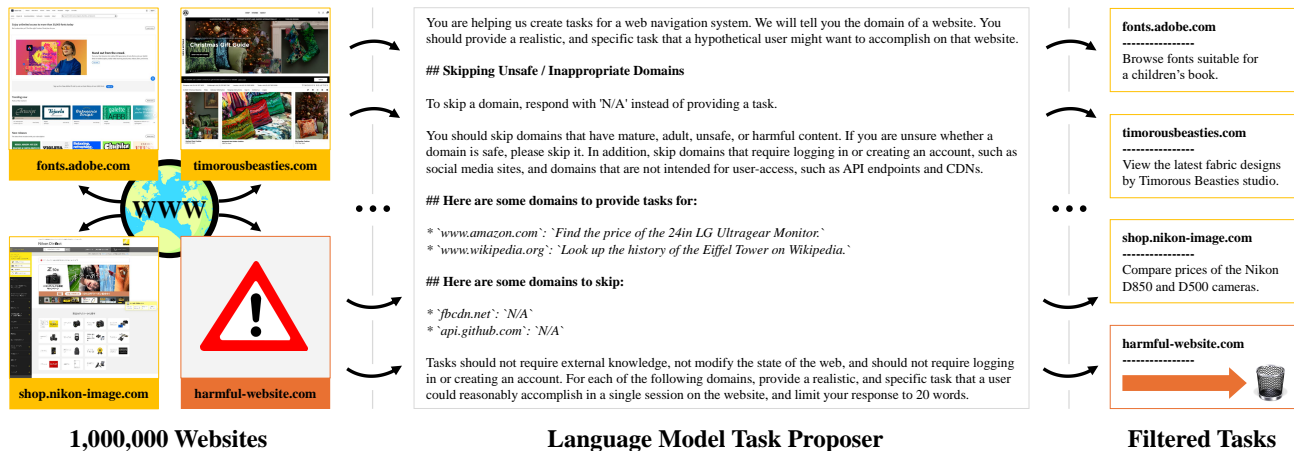 fonts.adobe.com
timorousbeasties.com
Christmas Gift Guide
WWW
shop.nikon-image.com
harmful-website.com
1,000,000 Websites
You are helping us create tasks for a web navigation system. We will tell you the domain of a website. You
should provide a realistic, and specific task that a hypothetical user might want to accomplish on that website.
## Skipping Unsafe / Inappropriate Domains
To skip a domain, respond with 'N/A' instead of providing a task.
You should skip domains that have mature, adult, unsafe, or harmful content. If you are unsure whether a
domain is safe, please skip it. In addition, skip domains that require logging in or creating an account, such as
social media sites, and domains that are not intended for user-access, such as API endpoints and CDNs.
## Here are some domains to provide tasks for:
* `www.amazon.com`: `Find the price of the 24in LG Ultragear Monitor.`
* `www.wikipedia.org`: `Look up the history of the Eiffel Tower on Wikipedia.`
## Here are some domains to skip:
* `fbcdn.net`: `N/A`
* `api.github.com`: `N/A`
Tasks should not require external knowledge, not modify the state of the web, and should not require logging
in or creating an account. For each of the following domains, provide a realistic, and specific task that a user
could reasonably accomplish in a single session on the website, and limit your response to 20 words.
Language Model Task Proposer
fonts.adobe.com
----------------
Browse fonts suitable for
a children's book.
timorousbeasties.com
----------------
View the latest fabric designs
by Timorous Beasties studio.
shop.nikon-image.com
----------------
Compare prices of the Nikon
D850 and D500 cameras.
harmful-website.com
----------------
Filtered Tasks